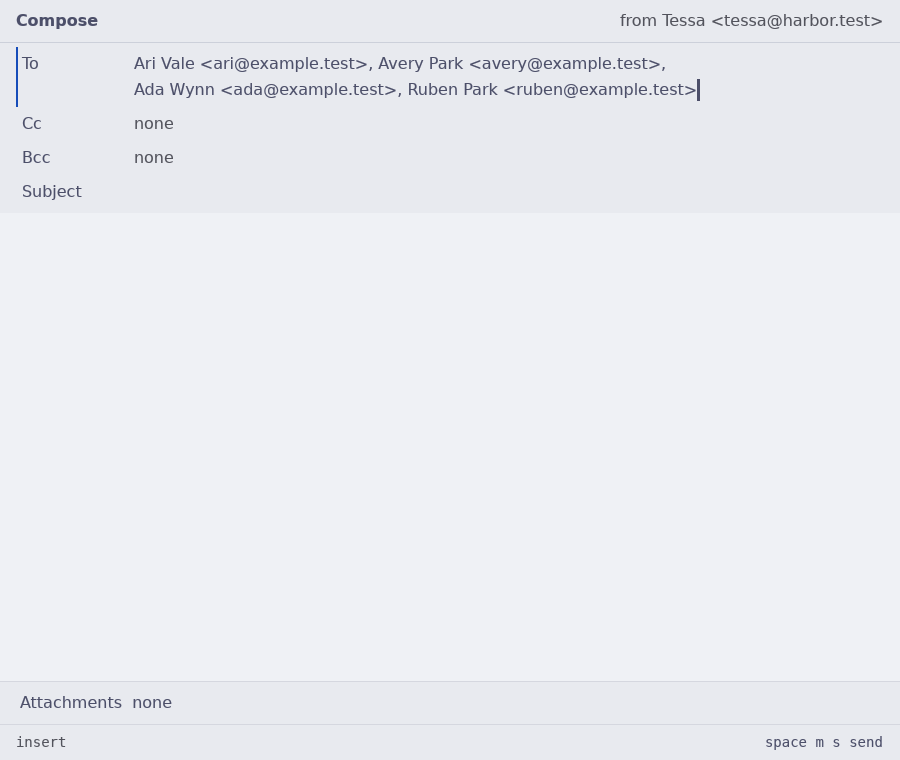 Compose from Tessa <tessa@harbor.test>
To Ari Vale <ari@example.test>, Avery Park <avery@example.test>,
Ada Wynn <ada@example.test>, Ruben Park <ruben@example.test>
Cc none
Bcc none
Subject
Attachments none
insert space m s send